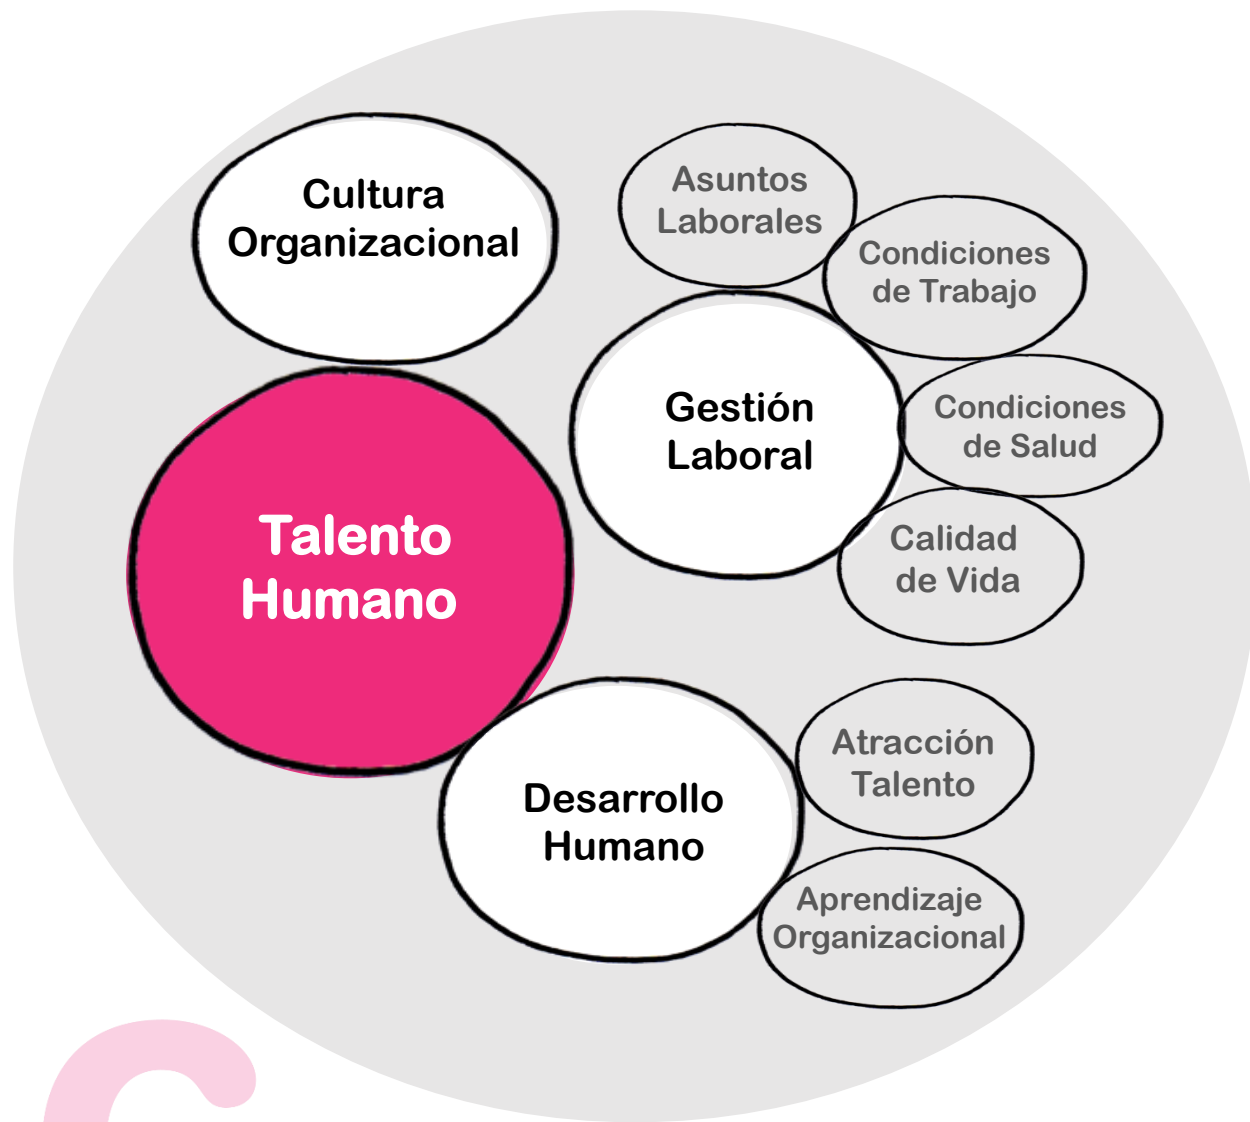 Cultura
Organizacional
Asuntos
Laborales
Condiciones
de Trabajo
Gestión
Laboral
Condiciones
de Salud
Calidad
de Vida
Talento
Humano
Desarrollo
Humano
Atracción
Talento
Aprendizaje
Organizacional